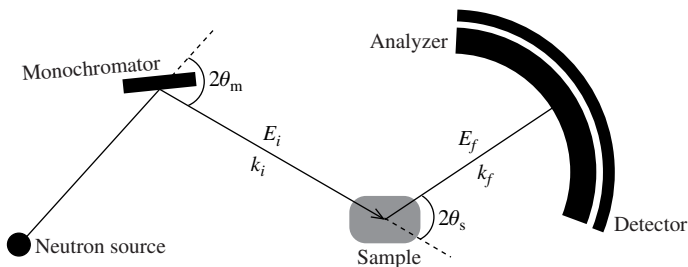 Analyzer
Monochromator
2θm
Ei
ki
Ef
kf
2θs
Neutron source
Sample
Detector